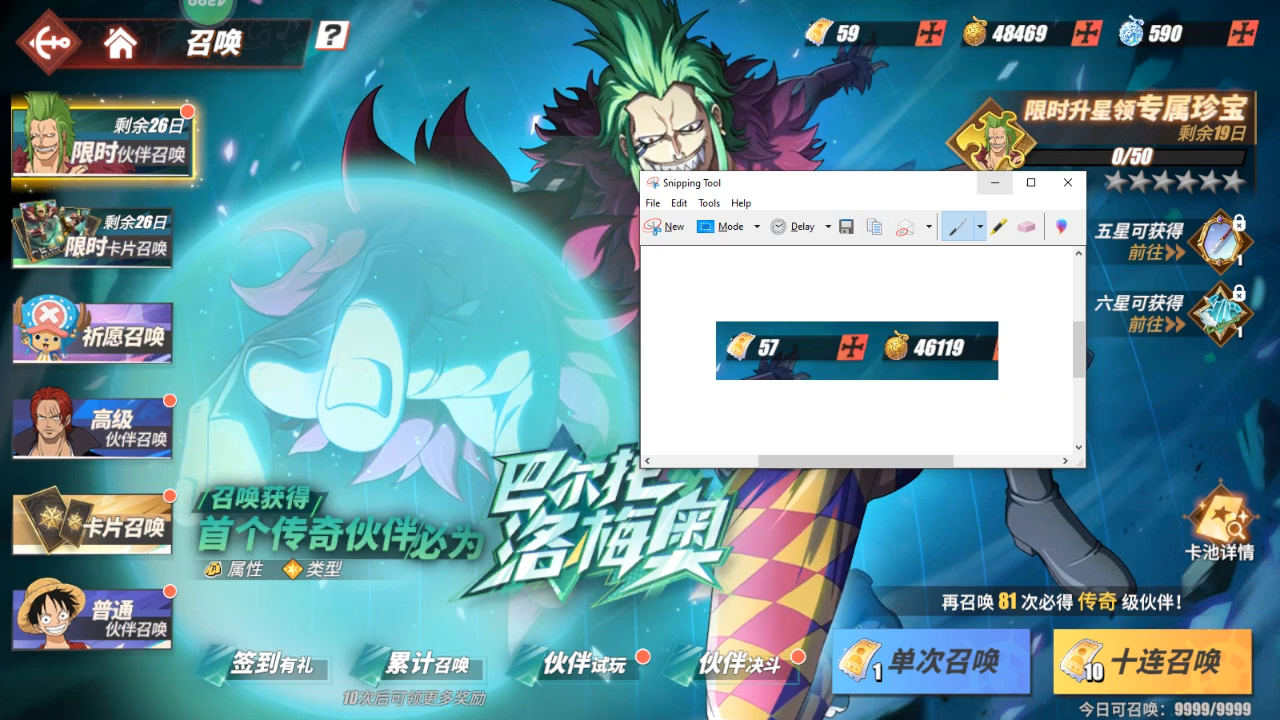 召唤
?
59
48469
590
剩余26日
限时伙伴召唤
剩余26日
限时卡片召唤
祈愿召唤
高级
伙伴召唤
卡片召唤
普通
伙伴召唤
限时升星领专属珍宝
剩余19日
0/50
五星可获得
前往>>
1
六星可获得
前往>>
1
Snipping Tool
File Edit Tools Help
New Mode Delay
57
46119
召唤获得
首个传奇伙伴必为
属性 类型
巴尔托
洛梅奥
卡池详情
再召唤 81 次必得 传奇 级伙伴!
签到有礼
累计召唤
伙伴试玩
伙伴决斗
10次后可领更多奖励
1 单次召唤
10 十连召唤
今日可召唤: 9999/9999